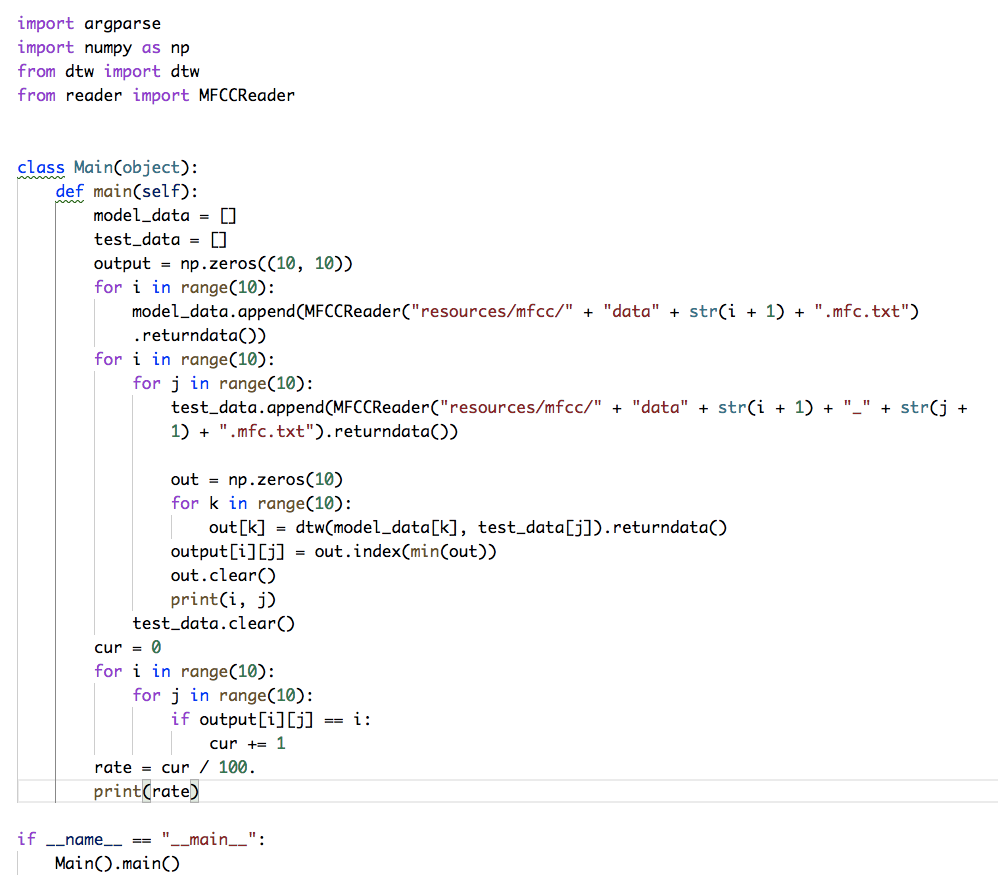 import argparse
import numpy as np
from dtw import dtw
from reader import MFCCReader
class Main(object):
    def main(self):
        model_data = []
        test_data = []
        output = np.zeros((10, 10))
        for i in range(10):
            model_data.append(MFCCReader("resources/mfcc/" + "data" + str(i + 1) + ".mfc.txt")
            .returndata())
        for i in range(10):
            for j in range(10):
                test_data.append(MFCCReader("resources/mfcc/" + "data" + str(i + 1) + "_" + str(j +
                1) + ".mfc.txt").returndata())
                out = np.zeros(10)
                for k in range(10):
                    out[k] = dtw(model_data[k], test_data[j]).returndata()
                output[i][j] = out.index(min(out))
                out.clear()
                print(i, j)
            test_data.clear()
        cur = 0
        for i in range(10):
            for j in range(10):
                if output[i][j] == i:
                    cur += 1
        rate = cur / 100.
        print(rate)
if __name__ == "__main__":
    Main().main()